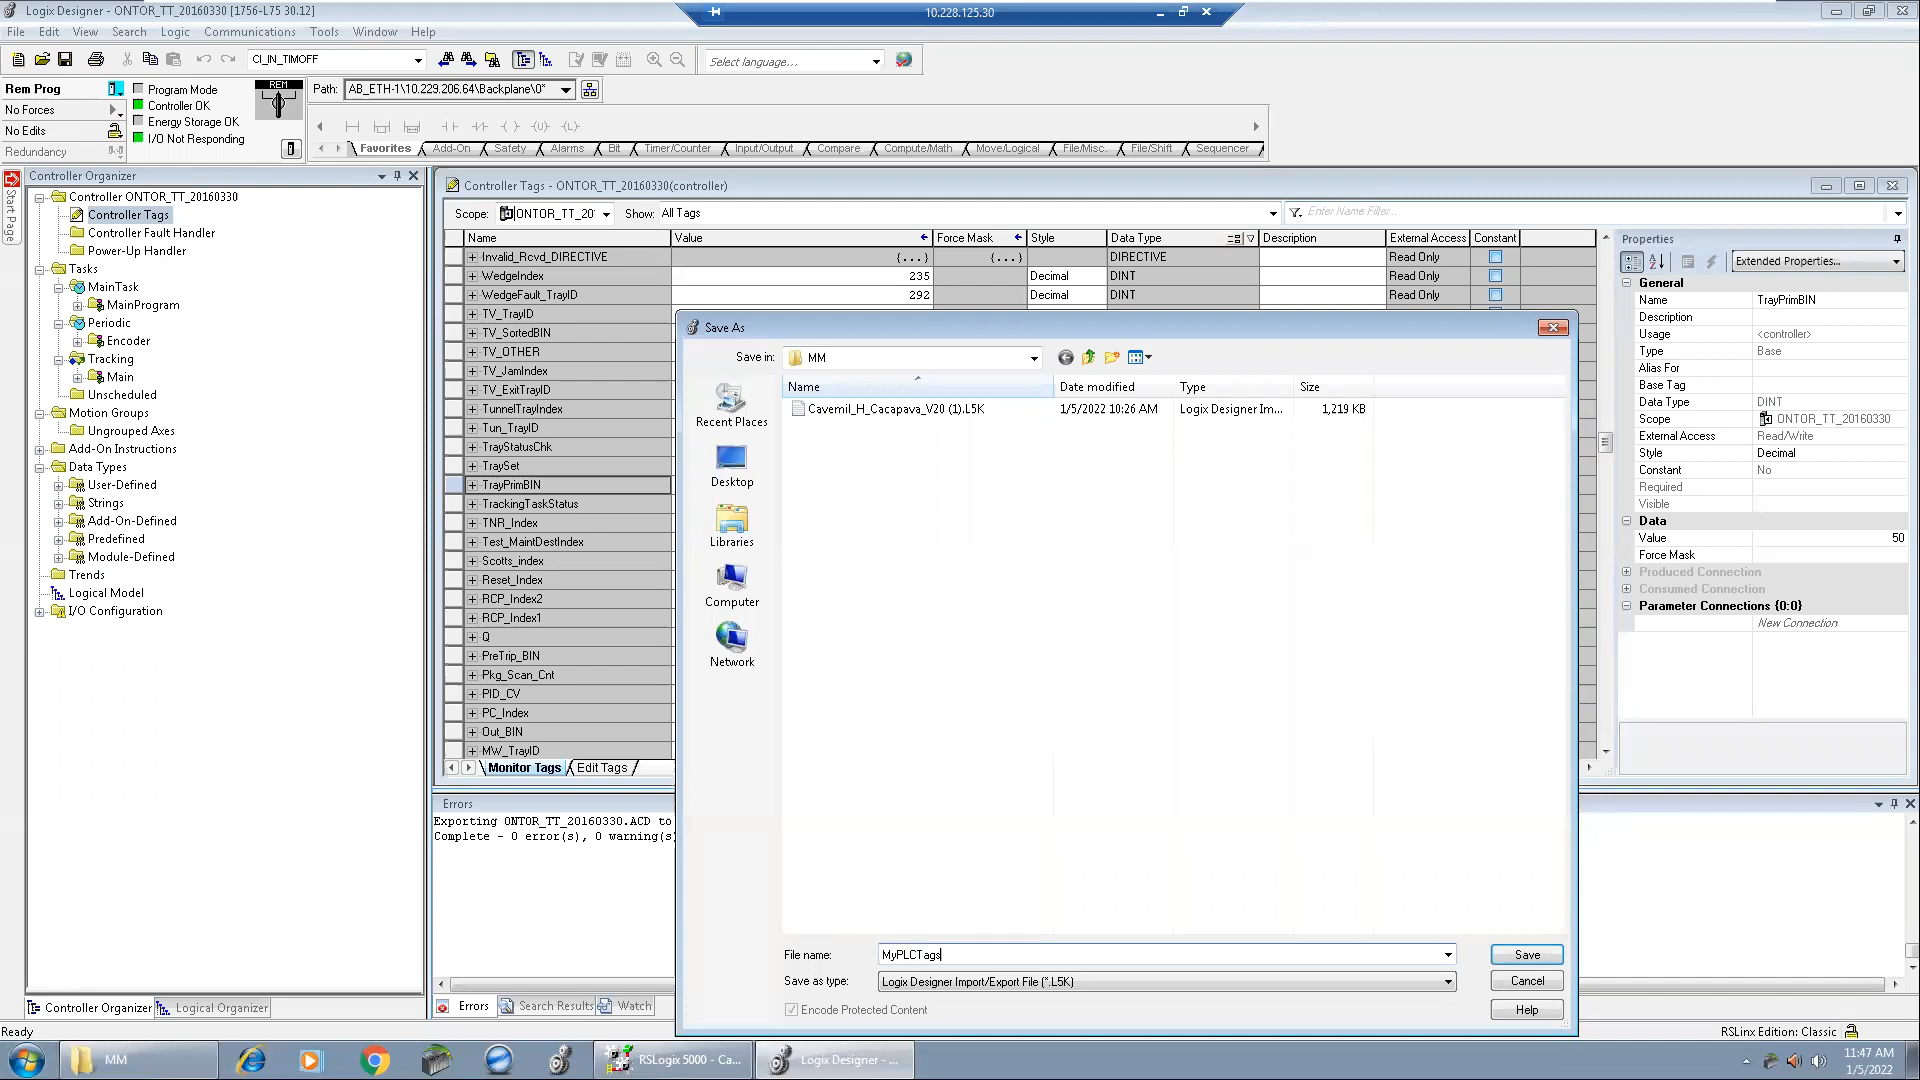 Logix Designer - ONTOR_TT_20160330 [1756-L75 30.12]
10.228.125.30
File Edit View Search Logic Communications Tools Window Help
CI_IN_TIMOFF
Select language...
Rem Prog
No Forces
No Edits
Redundancy
Program Mode
Controller OK
Energy Storage OK
I/O Not Responding
REM
Path: AB_ETH-1\10.229.206.64\Backplane\0*
Favorites Add-On Safety Alarms Bit Timer/Counter Input/Output Compare Compute/Math Move/Logical File/Misc. File/Shift Sequencer
Start Page
Controller Organizer
Controller ONTOR_TT_20160330
Controller Tags
Controller Fault Handler
Power-Up Handler
Tasks
MainTask
MainProgram
Periodic
Encoder
Tracking
Main
Unscheduled
Motion Groups
Ungrouped Axes
Add-On Instructions
Data Types
User-Defined
Strings
Add-On-Defined
Predefined
Module-Defined
Trends
Logical Model
I/O Configuration
Controller Organizer Logical Organizer
Controller Tags - ONTOR_TT_20160330(controller)
Scope: ONTOR_TT_20 Show: All Tags
Enter Name Filter...
Name Value Force Mask Style Data Type Description External Access Constant
Invalid_Rcvd_DIRECTIVE {...} {...} DIRECTIVE Read Only
WedgeIndex 235 Decimal DINT Read Only
WedgeFault_TrayID 292 Decimal DINT Read Only
TV_TrayID
TV_SortedBIN
TV_OTHER
TV_JamIndex
TV_ExitTrayID
TunnelTrayIndex
Tun_TrayID
TrayStatusChk
TraySet
TrayPrimBIN
TrackingTaskStatus
TNR_Index
Test_MaintDestIndex
Scotts_index
Reset_Index
RCP_Index2
RCP_Index1
Q
PreTrip_BIN
Pkg_Scan_Cnt
PID_CV
PC_Index
Out_BIN
MW_TrayID
Monitor Tags Edit Tags
Save As
Save in: MM
Name Date modified Type Size
Cavemil_H_Cacapava_V20 (1).L5K 1/5/2022 10:26 AM Logix Designer Im... 1,219 KB
Recent Places
Desktop
Libraries
Computer
Network
File name: MyPLCTags
Save as type: Logix Designer Import/Export File (*.L5K)
Encode Protected Content
Save
Cancel
Help
Properties
Extended Properties...
General
Name TrayPrimBIN
Description
Usage <controller>
Type Base
Alias For
Base Tag
Data Type DINT
Scope ONTOR_TT_20160330
External Access Read/Write
Style Decimal
Constant No
Required
Visible
Data
Value 50
Force Mask
Produced Connection
Consumed Connection
Parameter Connections {0:0}
New Connection
Errors
Exporting ONTOR_TT_20160330.ACD to
Complete - 0 error(s), 0 warning(s)
Errors Search Results Watch
Ready
RSLinx Edition: Classic
MM
RSLogix 5000 - Ca...
Logix Designer - ...
11:47 AM
1/5/2022